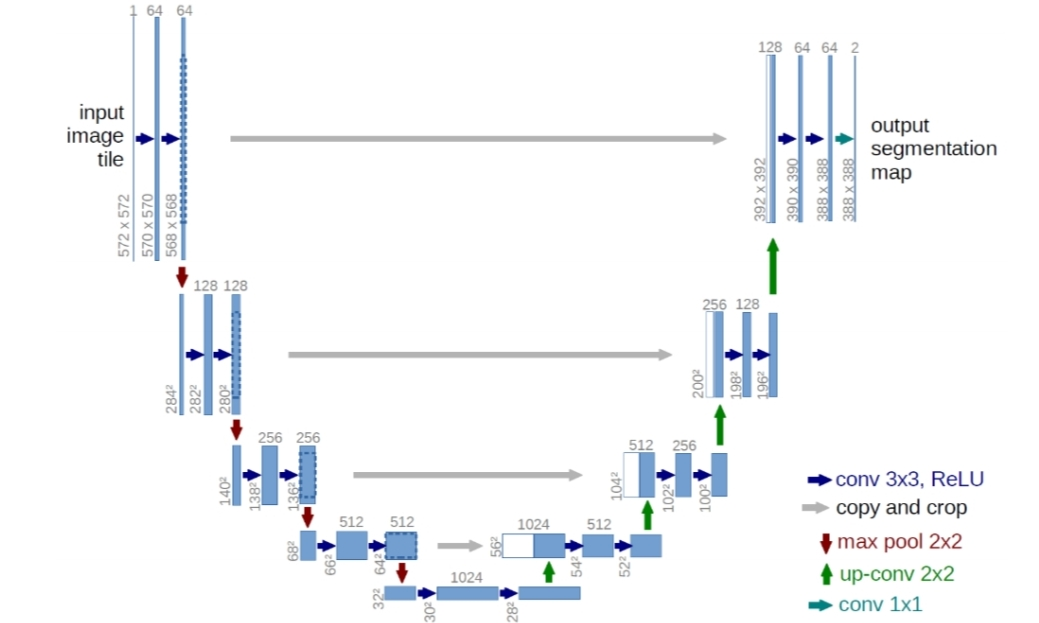 1 64 64
input
image
tile
572 x 572
570 x 570
568 x 568
128 64 64 2
output
segmentation
map
392 x 392
390 x 390
388 x 388
388 x 388
128 128
284²
282²
280²
256 128
200²
198²
196²
256 256
140²
138²
136²
512 256
104²
102²
100²
512 512
68²
66²
64²
1024 512
56²
54²
52²
1024
32²
30²
28²
conv 3x3, ReLU
copy and crop
max pool 2x2
up-conv 2x2
conv 1x1